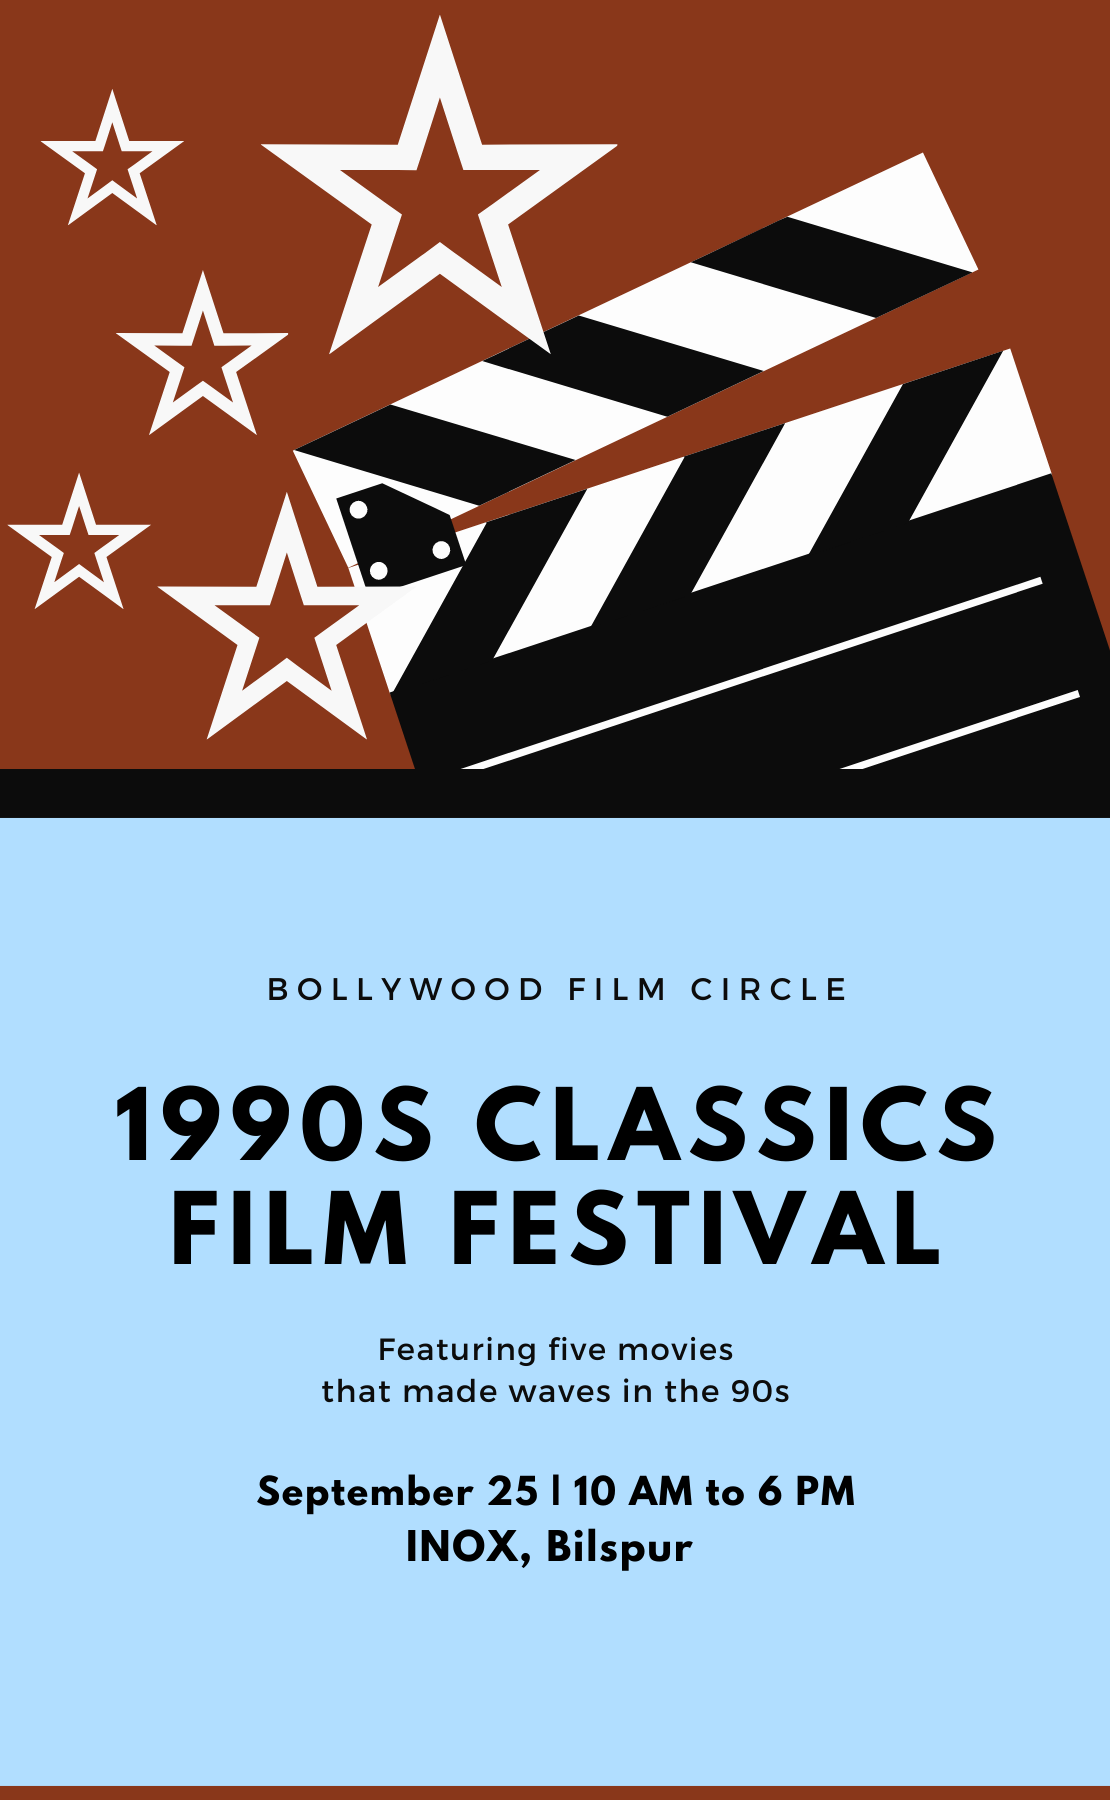 BOLLYWOOD FILM CIRCLE
1990S CLASSICS
FILM FESTIVAL
Featuring five movies
that made waves in the 90s
September 25 | 10 AM to 6 PM
INOX, Bilspur